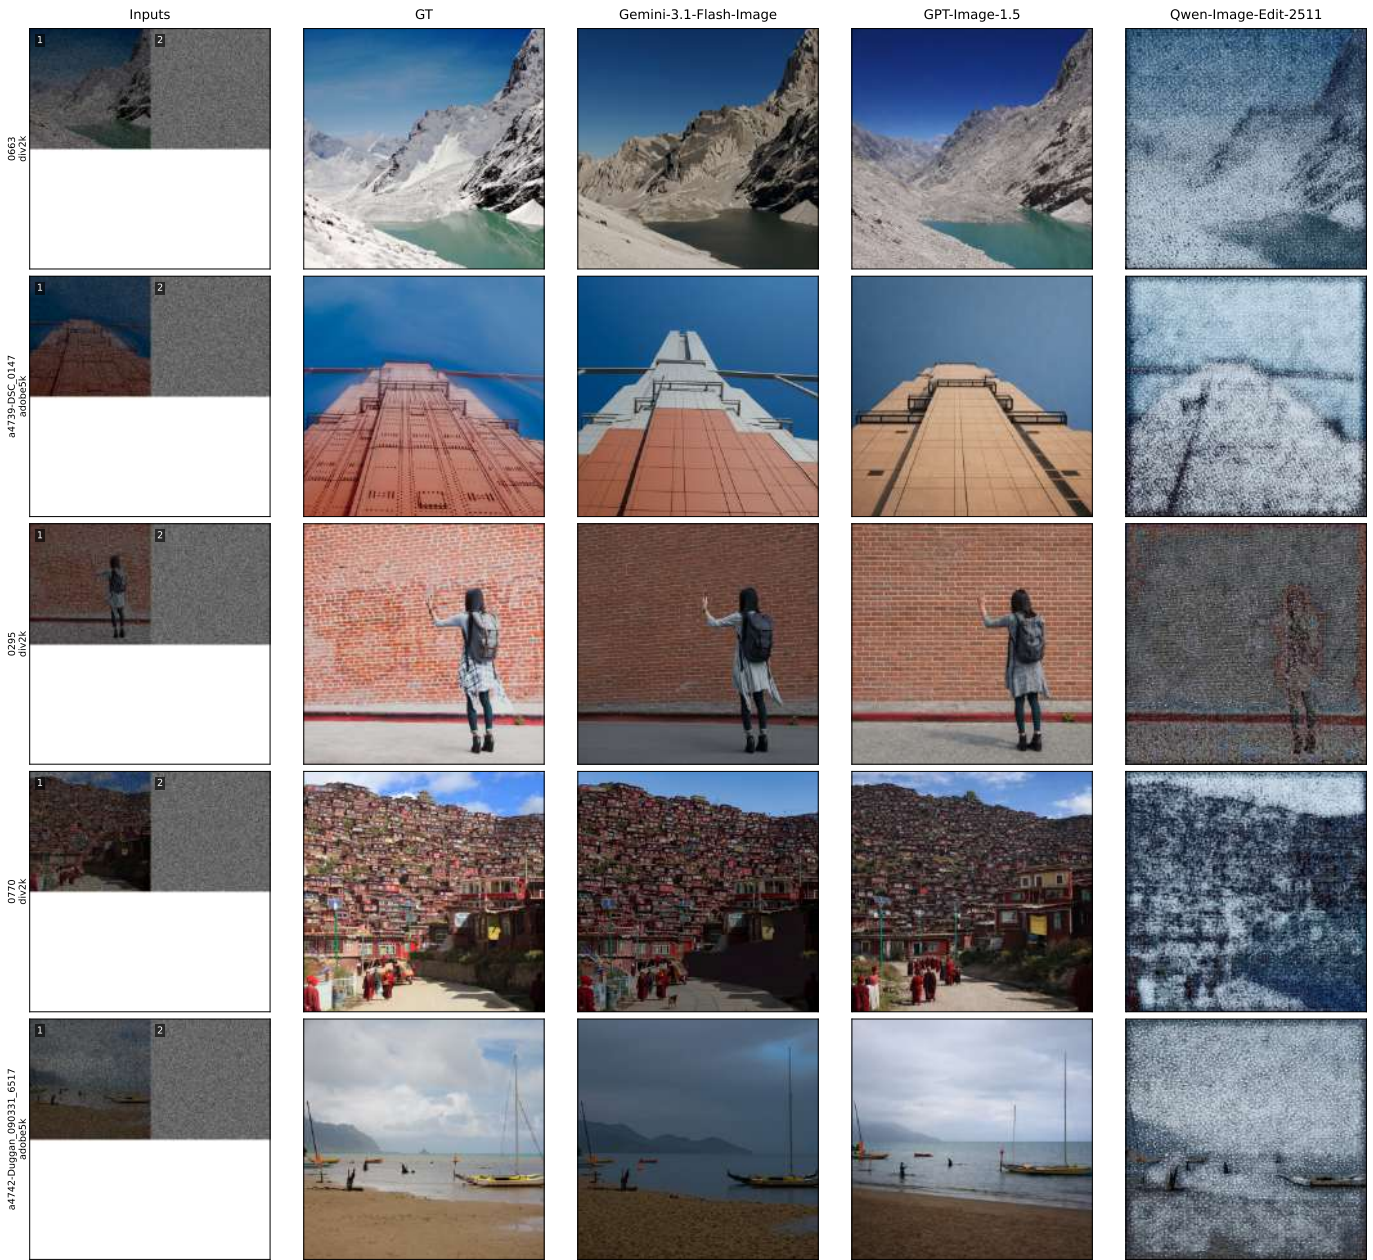 Inputs GT Gemini-3.1-Flash-Image GPT-Image-1.5 Qwen-Image-Edit-2511
1 2
0663
div2k
1 2
a4739-DSC_0147
adobe5k
1 2
0295
div2k
1 2
0770
div2k
1 2
a4742-Duggan_090331_6517
adobe5k